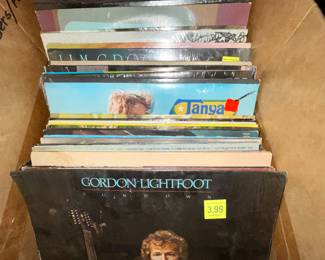 JIM CROCE
Tanya
GORDON LIGHTFOOT
SUNDOWN
3.99